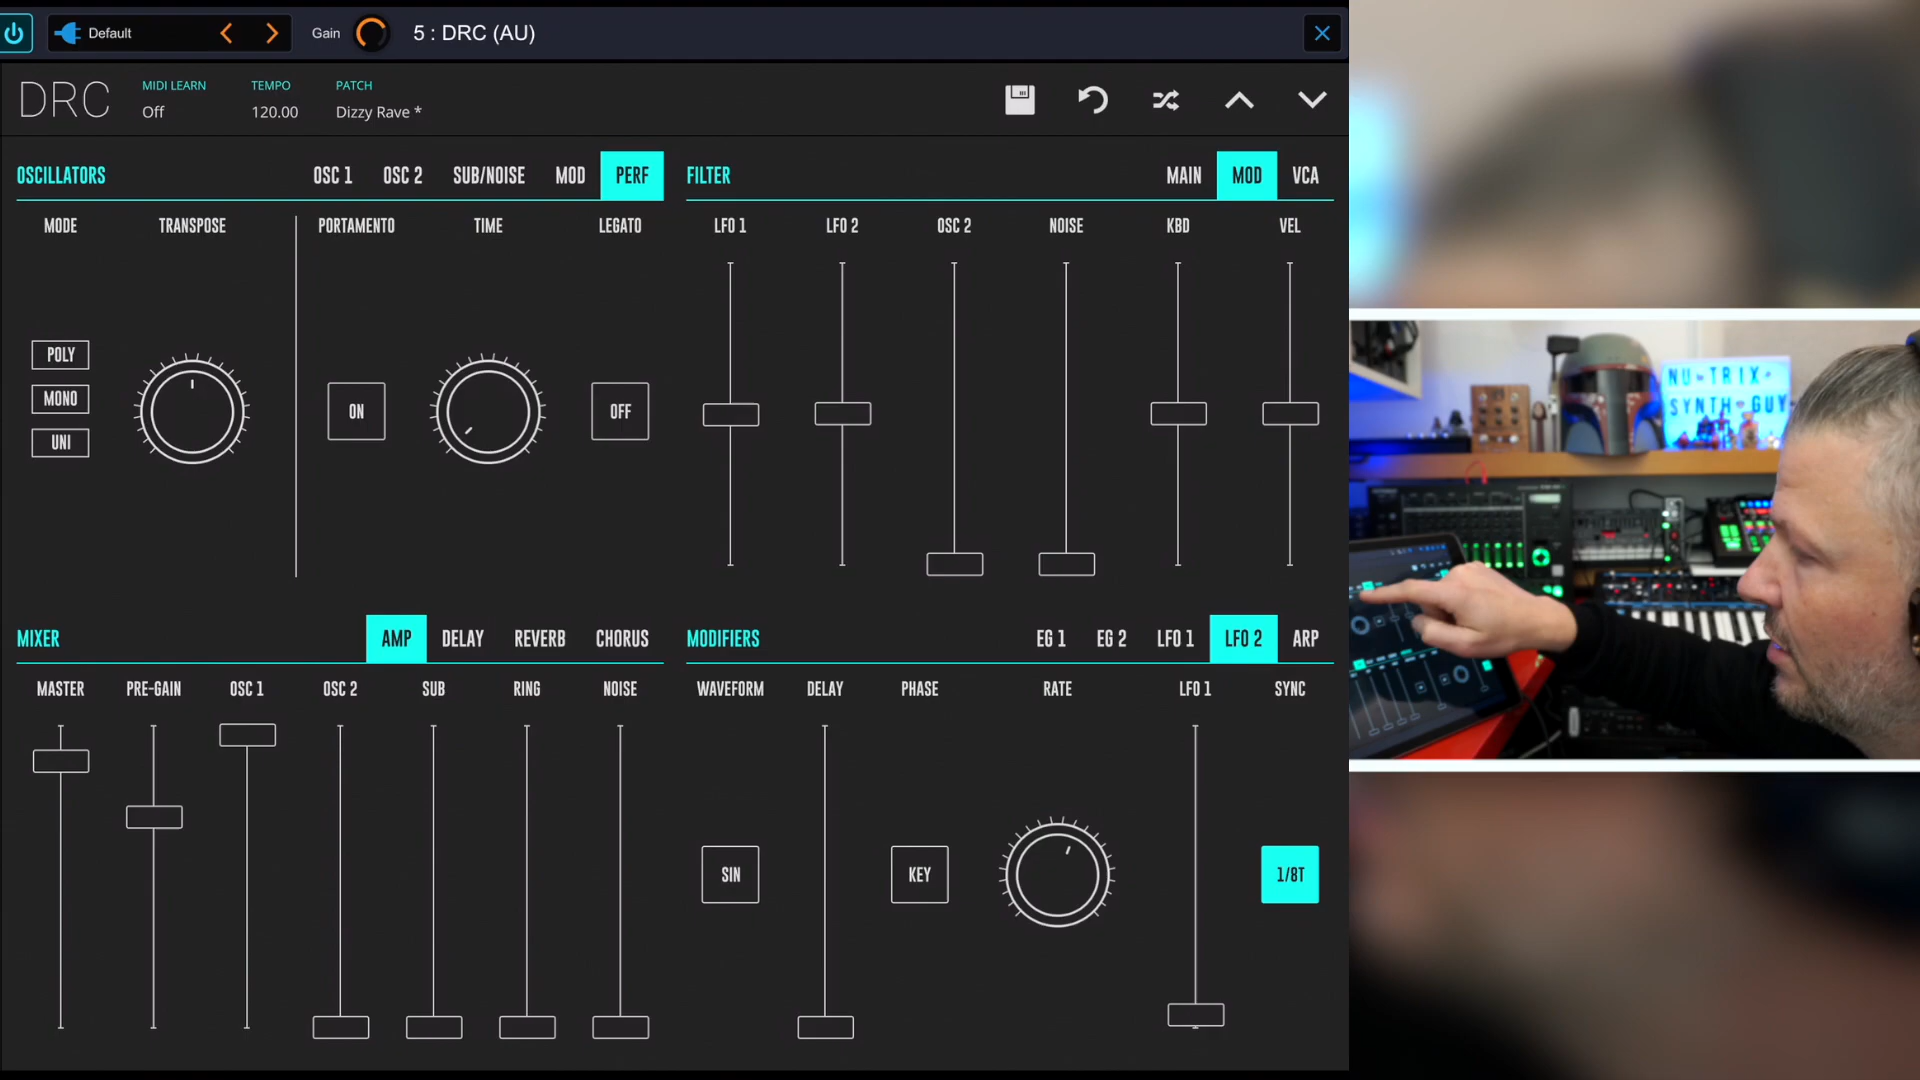 Default
Gain
5 : DRC (AU)
DRC
MIDI LEARN
Off
TEMPO
120.00
PATCH
Dizzy Rave *
OSCILLATORS
OSC 1
OSC 2
SUB/NOISE
MOD
PERF
MODE
TRANSPOSE
PORTAMENTO
TIME
LEGATO
POLY
MONO
UNI
ON
OFF
FILTER
MAIN
MOD
VCA
LFO 1
LFO 2
OSC 2
NOISE
KBD
VEL
MIXER
AMP
DELAY
REVERB
CHORUS
MASTER
PRE-GAIN
OSC 1
OSC 2
SUB
RING
NOISE
MODIFIERS
EG 1
EG 2
LFO 1
LFO 2
ARP
WAVEFORM
DELAY
PHASE
RATE
LFO 1
SYNC
SIN
KEY
1/8T
NU-TRIX
SYNTH GUY